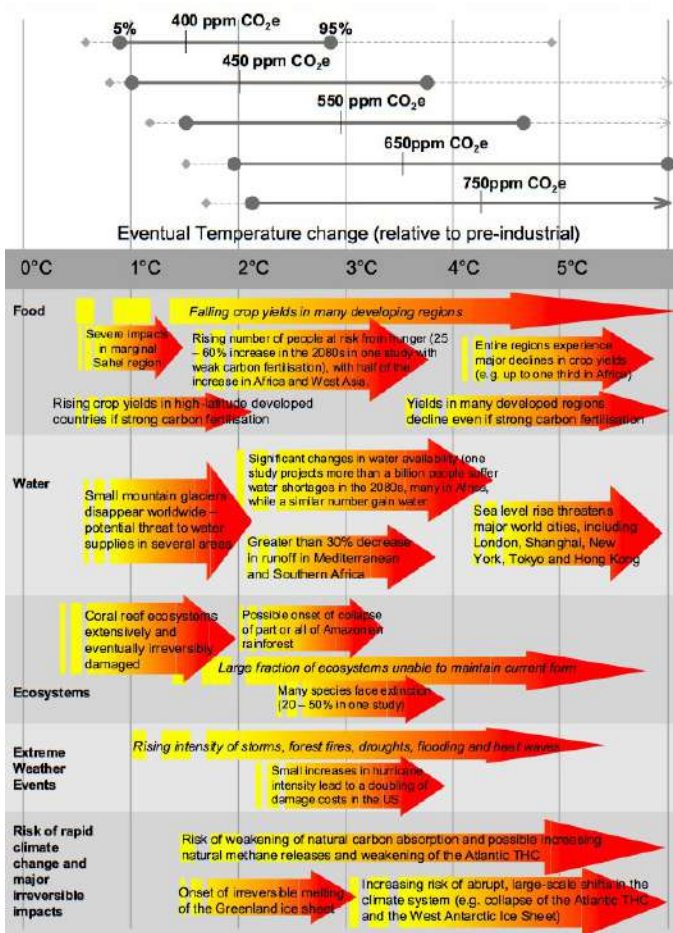 5% 400 ppm CO₂e 95%
450 ppm CO₂e
550 ppm CO₂e
650ppm CO₂e
750ppm CO₂e
Eventual Temperature change (relative to pre-industrial)
0°C 1°C 2°C 3°C 4°C 5°C
Food
Falling crop yields in many developing regions
Severe impacts
in marginal
Sahel region
Rising number of people at risk from hunger (25
– 60% increase in the 2080s in one study with
weak carbon fertilisation), with half of the
increase in Africa and West Asia.
Entire regions experience
major declines in crop yields
(e.g. up to one third in Africa)
Rising crop yields in high-latitude developed
countries if strong carbon fertilisation
Yields in many developed regions
decline even if strong carbon fertilisation
Water
Small mountain glaciers
disappear worldwide –
potential threat to water
supplies in several areas
Significant changes in water availability (one
study projects more than a billion people suffer
water shortages in the 2080s, many in Africa,
while a similar number gain water
Greater than 30% decrease
in runoff in Mediterranean
and Southern Africa
Sea level rise threatens
major world cities, including
London, Shanghai, New
York, Tokyo and Hong Kong
Ecosystems
Coral reef ecosystems
extensively and
eventually irreversibly
damaged
Possible onset of collapse
of part or all of Amazonian
rainforest
Large fraction of ecosystems unable to maintain current form
Many species face extinction
(20 – 50% in one study)
Extreme
Weather
Events
Rising intensity of storms, forest fires, droughts, flooding and heat waves
Small increases in hurricane
intensity lead to a doubling of
damage costs in the US
Risk of rapid
climate
change and
major
irreversible
impacts
Risk of weakening of natural carbon absorption and possible increasing
natural methane releases and weakening of the Atlantic THC
Onset of irreversible melting
of the Greenland ice sheet
Increasing risk of abrupt, large-scale shifts in the
climate system (e.g. collapse of the Atlantic THC
and the West Antarctic Ice Sheet)